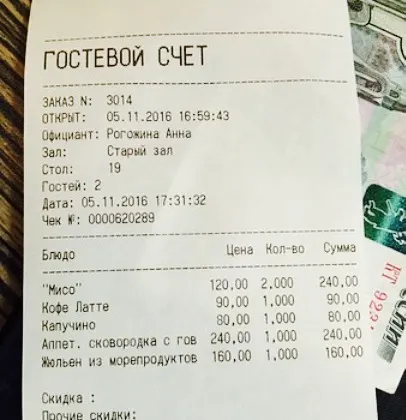 ГОСТЕВОЙ СЧЕТ
ЗАКАЗ N: 3014
ОТКРЫТ: 05.11.2016 16:59:43
Официант: Рогожина Анна
Зал: Старый зал
Стол: 19
Гостей: 2
Дата: 05.11.2016 17:31:32
Чек №: 0000620289
Блюдо Цена Кол-во Сумма
"Мисо" 120,00 2,000 240,00
Кофе Латте 90,00 1,000 90,00
Капучино 80,00 1,000 80,00
Аппет. сковородка с гов 240,00 1,000 240,00
Жюльен из морепродуктов 160,00 1,000 160,00
Скидка :
Прочие скидки: